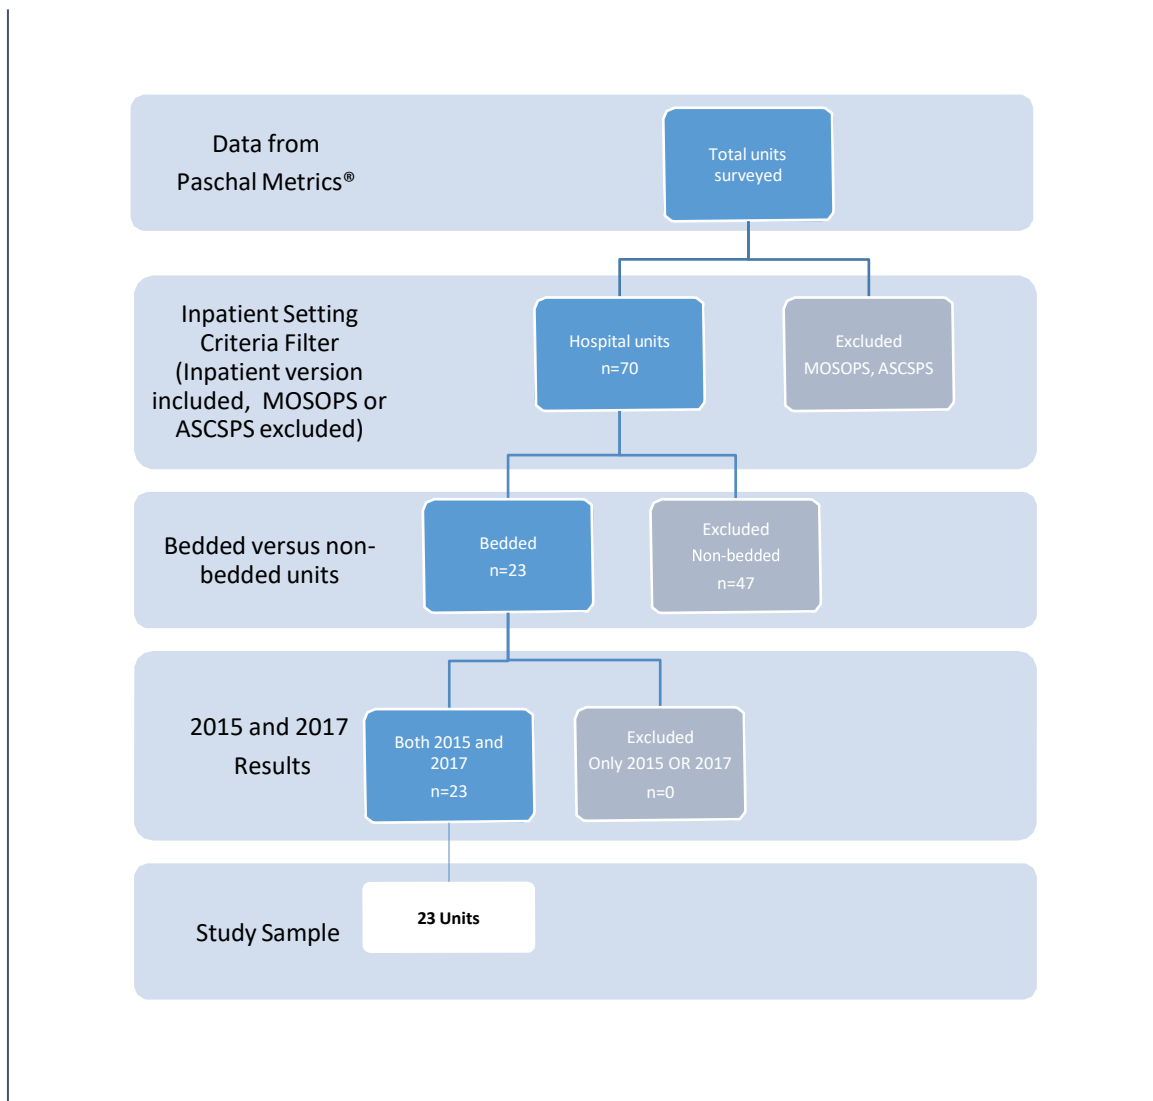 Data from
Paschal Metrics®
Total units
surveyed
Inpatient Setting
Criteria Filter
(Inpatient version
included, MOSOPS or
ASCSPS excluded)
Hospital units
n=70
Excluded
MOSOPS, ASCSPS
Bedded versus non-
bedded units
Bedded
n=23
Excluded
Non-bedded
n=47
2015 and 2017
Results
Both 2015 and
2017
n=23
Excluded
Only 2015 OR 2017
n=0
Study Sample
23 Units